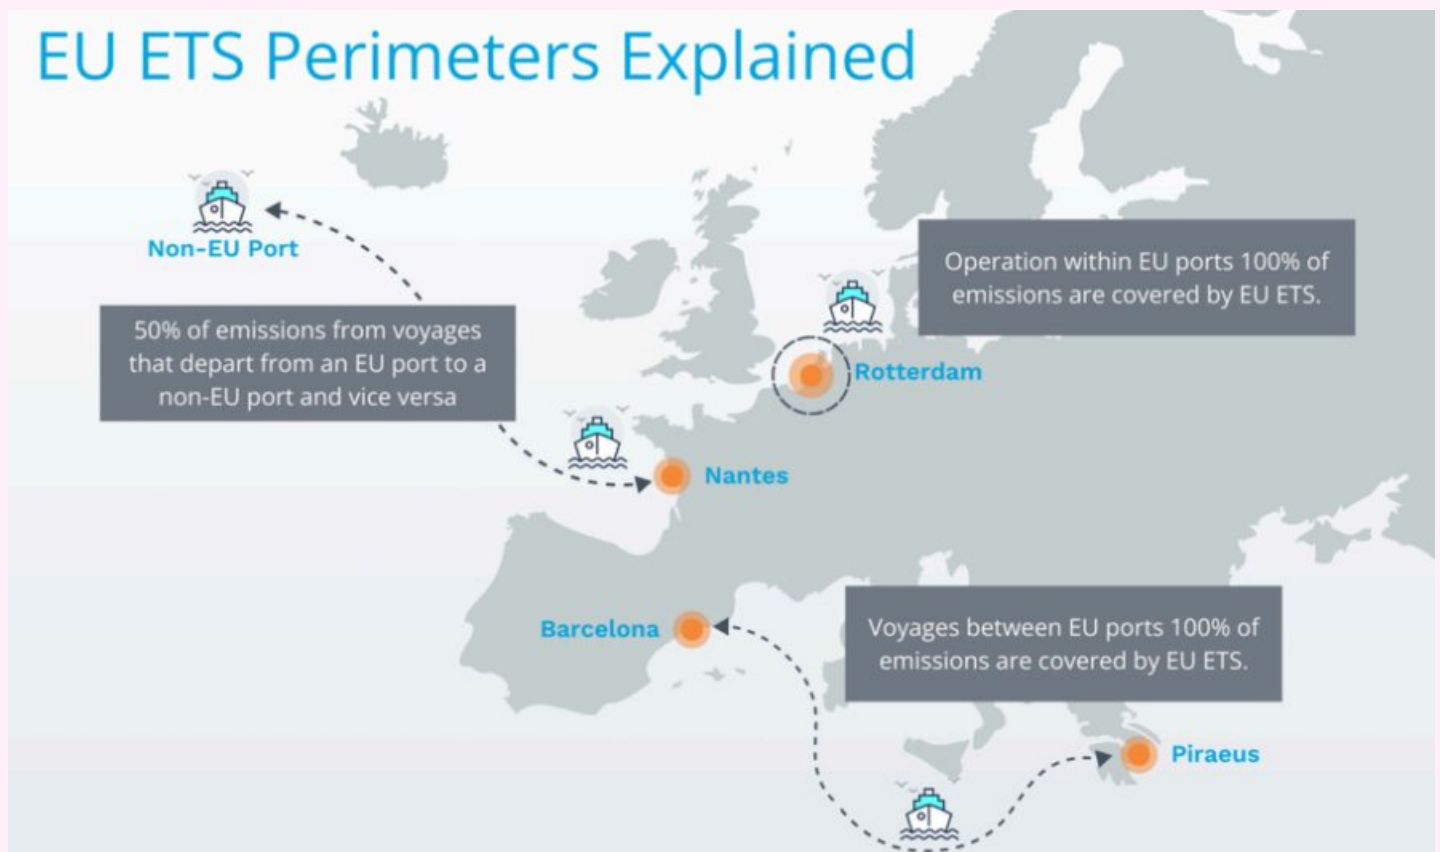 EU ETS Perimeters Explained
Non-EU Port
50% of emissions from voyages
that depart from an EU port to a
non-EU port and vice versa
Operation within EU ports 100% of
emissions are covered by EU ETS.
Rotterdam
Nantes
Barcelona
Voyages between EU ports 100% of
emissions are covered by EU ETS.
Piraeus